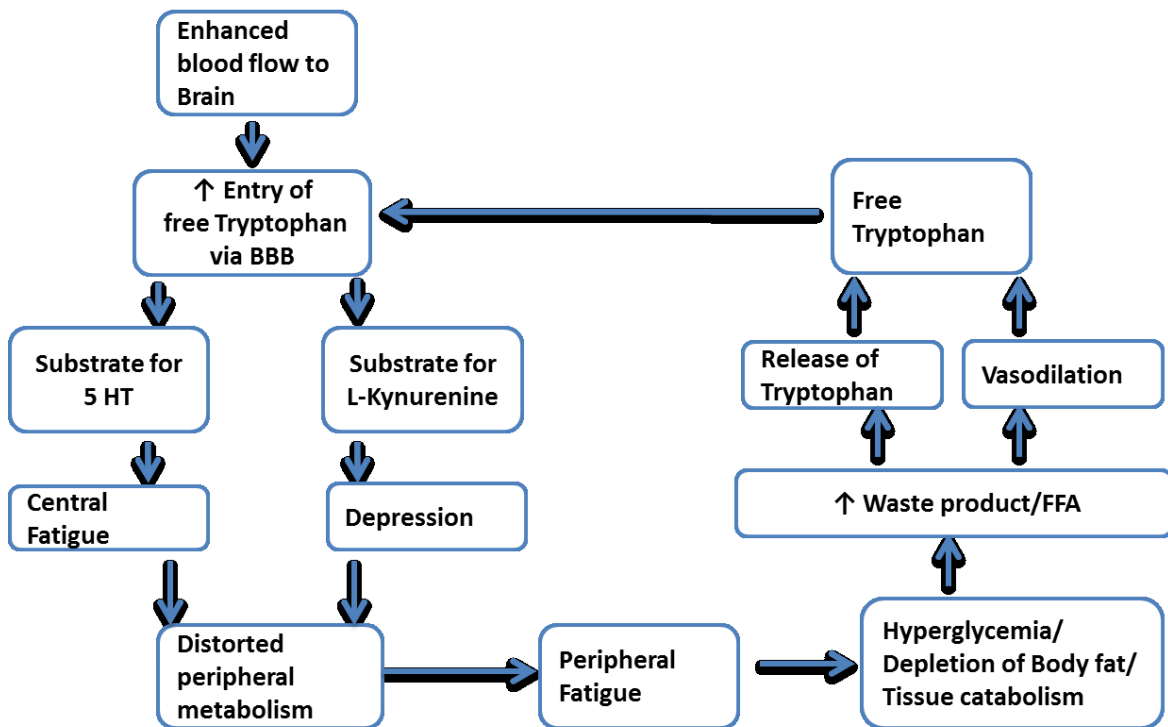 Enhanced
blood flow to
Brain
↑ Entry of
free Tryptophan
via BBB
Free
Tryptophan
Substrate for
5 HT
Substrate for
L-Kynurenine
Release of
Tryptophan
Vasodilation
Central
Fatigue
Depression
↑ Waste product/FFA
Distorted
peripheral
metabolism
Peripheral
Fatigue
Hyperglycemia/
Depletion of Body fat/
Tissue catabolism